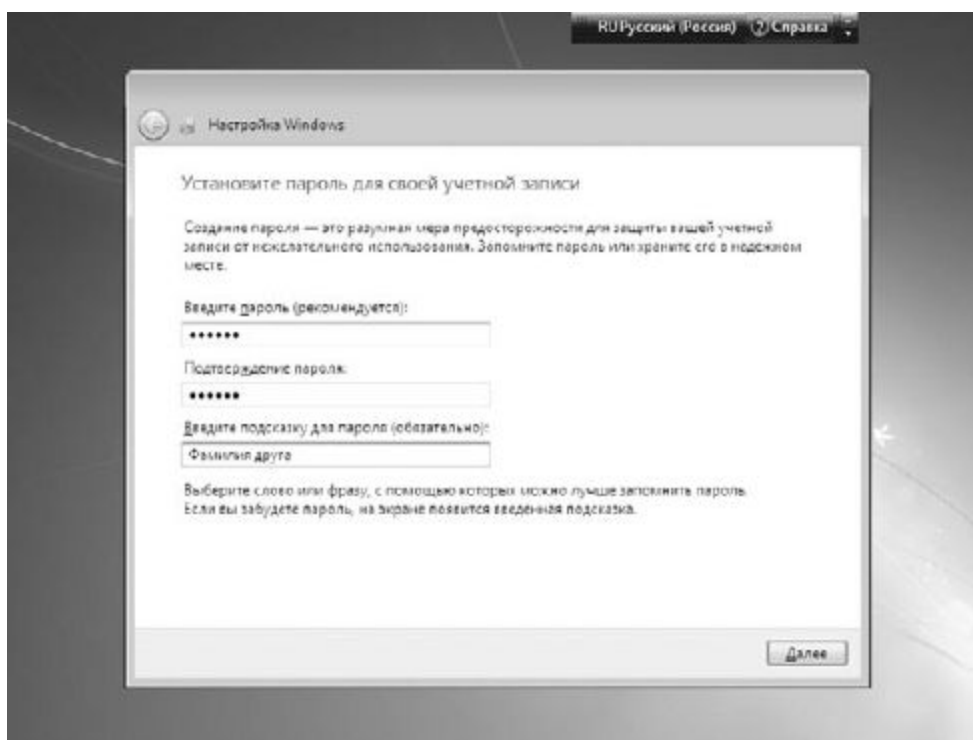 RU Русский (Россия) Справка
Настройка Windows
Установите пароль для своей учетной записи
Создание пароля — это разумная мера предосторожности для защиты вашей учетной
записи от нежелательного использования. Запомните пароль или храните его в надежном
месте.
Введите пароль (рекомендуется):
••••••
Подтверждение пароля:
••••••
Введите подсказку для пароля (обязательно):
Фамилия друга
Выберите слово или фразу, с помощью которых можно лучше запомнить пароль.
Если вы забудете пароль, на экране появится введенная подсказка.
Далее